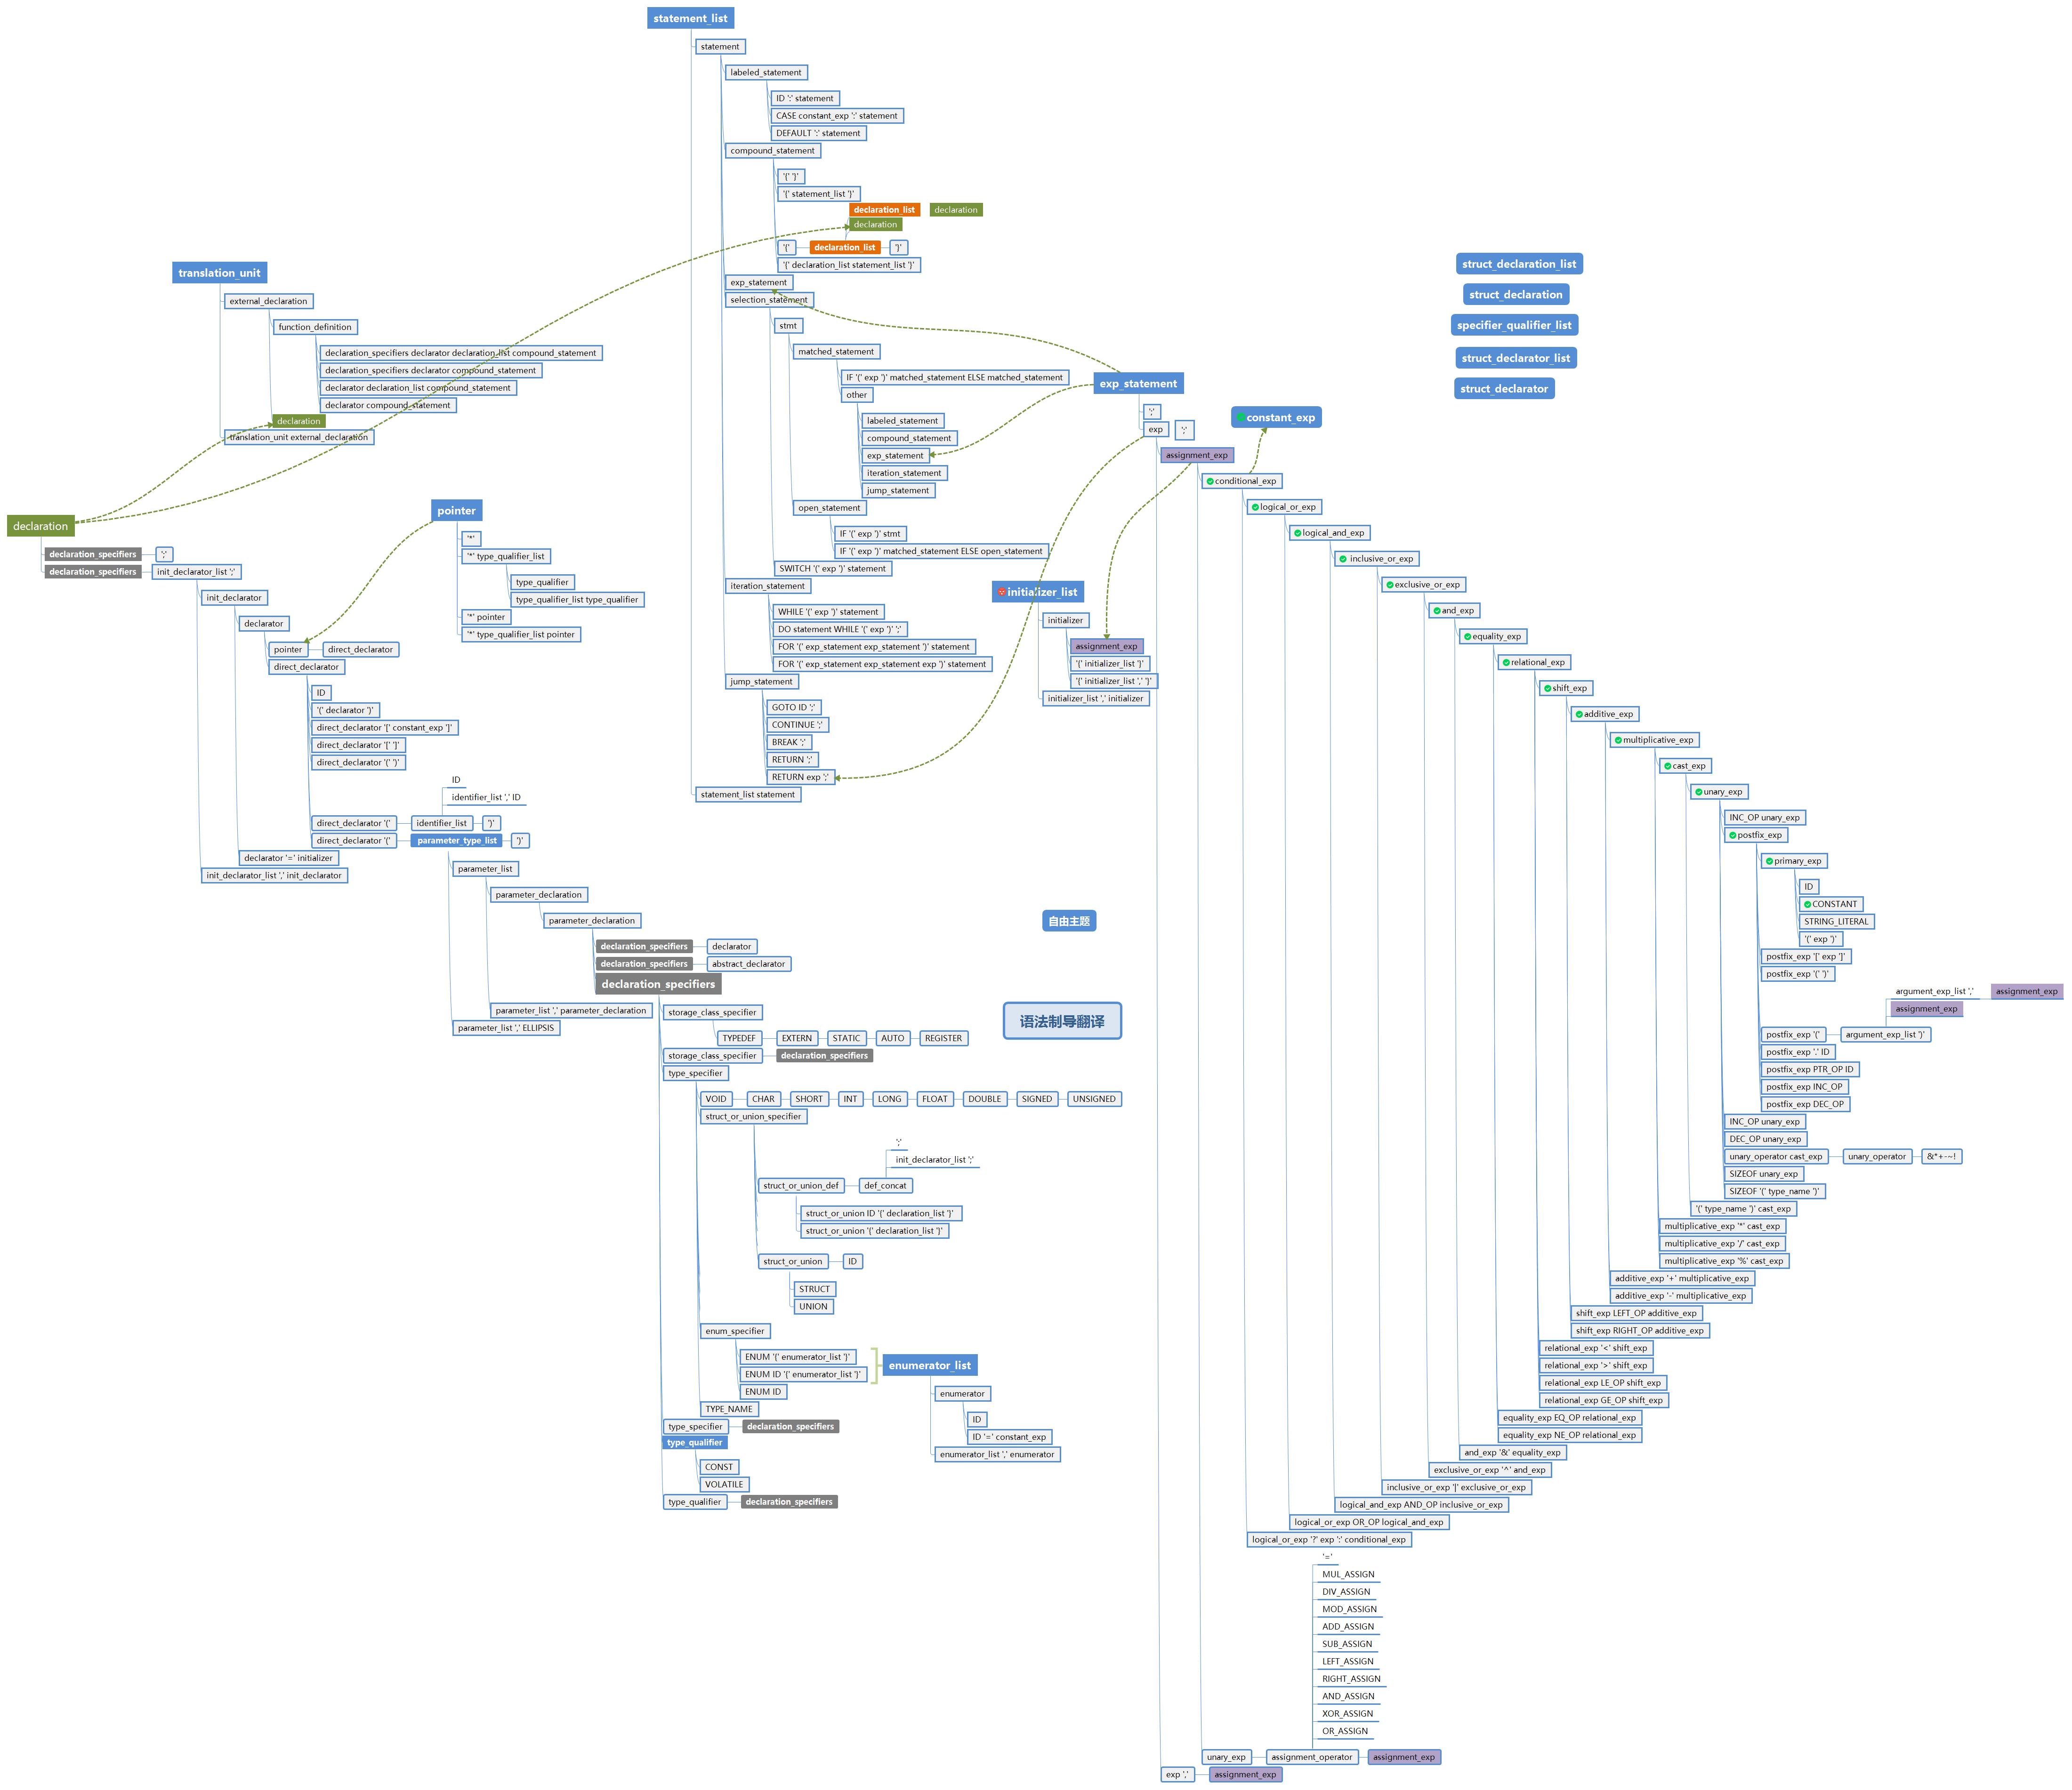 statement_list
statement
labeled_statement
ID ':' statement
CASE constant_exp ':' statement
DEFAULT ':' statement
compound_statement
'{' '}'
'{' statement_list '}'
declaration_list declaration
declaration
'{' declaration_list '}'
'{' declaration_list statement_list '}'
exp_statement
selection_statement
stmt
matched_statement
IF '(' exp ')' matched_statement ELSE matched_statement
other
labeled_statement
compound_statement
exp_statement
iteration_statement
jump_statement
open_statement
IF '(' exp ')' stmt
IF '(' exp ')' matched_statement ELSE open_statement
SWITCH '(' exp ')' statement
iteration_statement
WHILE '(' exp ')' statement
DO statement WHILE '(' exp ')' ';'
FOR '(' exp_statement exp_statement ')' statement
FOR '(' exp_statement exp_statement exp ')' statement
jump_statement
GOTO ID ';'
CONTINUE ';'
BREAK ';'
RETURN ';'
RETURN exp ';'
statement_list statement
translation_unit
external_declaration
function_definition
declaration_specifiers declarator declaration_list compound_statement
declaration_specifiers declarator compound_statement
declarator declaration_list compound_statement
declarator compound_statement
declaration
translation_unit external_declaration
declaration
declaration_specifiers ';'
declaration_specifiers init_declarator_list ';'
init_declarator
declarator
pointer direct_declarator
direct_declarator
ID
'(' declarator ')'
direct_declarator '[' constant_exp ']'
direct_declarator '[' ']'
direct_declarator '(' ')'
ID
identifier_list ',' ID
direct_declarator '(' identifier_list ')'
direct_declarator '(' parameter_type_list ')'
declarator '=' initializer
init_declarator_list ',' init_declarator
pointer
'*'
'*' type_qualifier_list
type_qualifier
type_qualifier_list type_qualifier
'*' pointer
'*' type_qualifier_list pointer
parameter_list
parameter_declaration
parameter_declaration
declaration_specifiers declarator
declaration_specifiers abstract_declarator
declaration_specifiers
parameter_list ',' parameter_declaration
parameter_list ',' ELLIPSIS
storage_class_specifier
TYPEDEF EXTERN STATIC AUTO REGISTER
storage_class_specifier declaration_specifiers
type_specifier
VOID CHAR SHORT INT LONG FLOAT DOUBLE SIGNED UNSIGNED
struct_or_union_specifier
';'
init_declarator_list ';'
struct_or_union_def def_concat
struct_or_union ID '{' declaration_list '}'
struct_or_union '{' declaration_list '}'
struct_or_union ID
STRUCT
UNION
enum_specifier
ENUM '{' enumerator_list '}'
ENUM ID '{' enumerator_list '}'
ENUM ID
TYPE_NAME
type_specifier declaration_specifiers
type_qualifier
CONST
VOLATILE
type_qualifier declaration_specifiers
enumerator_list
enumerator
ID
ID '=' constant_exp
enumerator_list ',' enumerator
initializer_list
initializer
assignment_exp
'{' initializer_list '}'
'{' initializer_list ',' '}'
initializer_list ',' initializer
自由主题
语法制导翻译
struct_declaration_list
struct_declaration
specifier_qualifier_list
struct_declarator_list
struct_declarator
constant_exp
exp_statement
';'
exp ';'
assignment_exp
conditional_exp
logical_or_exp
logical_and_exp
inclusive_or_exp
exclusive_or_exp
and_exp
equality_exp
relational_exp
shift_exp
additive_exp
multiplicative_exp
cast_exp
unary_exp
INC_OP unary_exp
postfix_exp
primary_exp
ID
CONSTANT
STRING_LITERAL
'(' exp ')'
postfix_exp '[' exp ']'
postfix_exp '(' ')'
argument_exp_list ',' assignment_exp
assignment_exp
postfix_exp '(' argument_exp_list ')'
postfix_exp '.' ID
postfix_exp PTR_OP ID
postfix_exp INC_OP
postfix_exp DEC_OP
INC_OP unary_exp
DEC_OP unary_exp
unary_operator cast_exp unary_operator &*+-~!
SIZEOF unary_exp
SIZEOF '(' type_name ')'
'(' type_name ')' cast_exp
multiplicative_exp '*' cast_exp
multiplicative_exp '/' cast_exp
multiplicative_exp '%' cast_exp
additive_exp '+' multiplicative_exp
additive_exp '-' multiplicative_exp
shift_exp LEFT_OP additive_exp
shift_exp RIGHT_OP additive_exp
relational_exp '<' shift_exp
relational_exp '>' shift_exp
relational_exp LE_OP shift_exp
relational_exp GE_OP shift_exp
equality_exp EQ_OP relational_exp
equality_exp NE_OP relational_exp
and_exp '&' equality_exp
exclusive_or_exp '^' and_exp
inclusive_or_exp '|' exclusive_or_exp
logical_and_exp AND_OP inclusive_or_exp
logical_or_exp OR_OP logical_and_exp
logical_or_exp '?' exp ':' conditional_exp
'='
MUL_ASSIGN
DIV_ASSIGN
MOD_ASSIGN
ADD_ASSIGN
SUB_ASSIGN
LEFT_ASSIGN
RIGHT_ASSIGN
AND_ASSIGN
XOR_ASSIGN
OR_ASSIGN
unary_exp assignment_operator assignment_exp
exp ',' assignment_exp